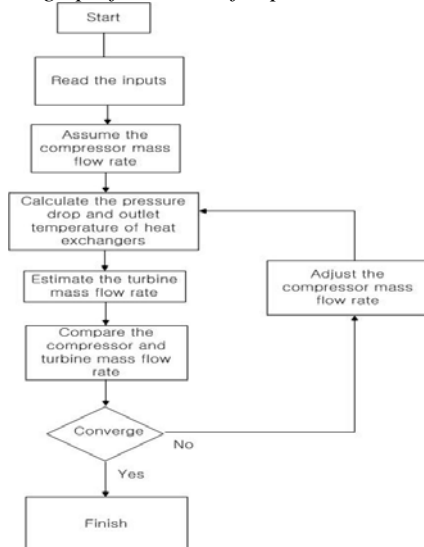 Start
Read the inputs
Assume the
compressor mass
flow rate
Calculate the pressure
drop and outlet
temperature of heat
exchangers
Adjust the
compressor mass
flow rate
Estimate the turbine
mass flow rate
Compare the
compressor and
turbine mass flow
rate
Converge
No
Yes
Finish